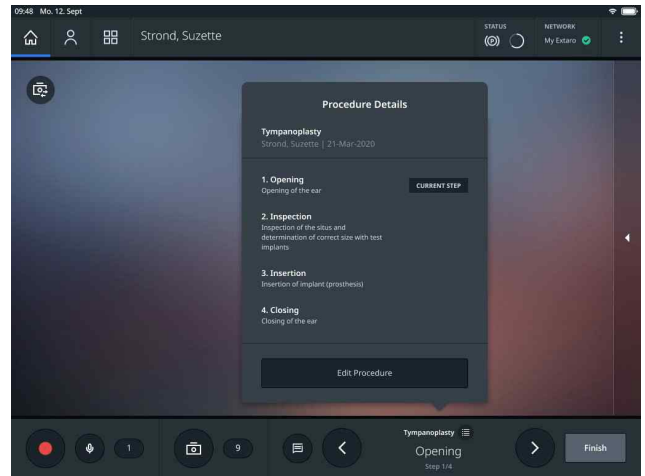 09:48 Mo. 12. Sept
Strond, Suzette
STATUS
NETWORK
(P)
My Extaro
Procedure Details
Tympanoplasty
Strond, Suzette | 21-Mar-2020
1. Opening
CURRENT STEP
Opening of the ear
2. Inspection
Inspection of the situs and
determination of correct size with test
implants
3. Insertion
Insertion of implant (prosthesis)
4. Closing
Closing of the ear
Edit Procedure
1
9
Tympanoplasty
Opening
Step 1/4
Finish